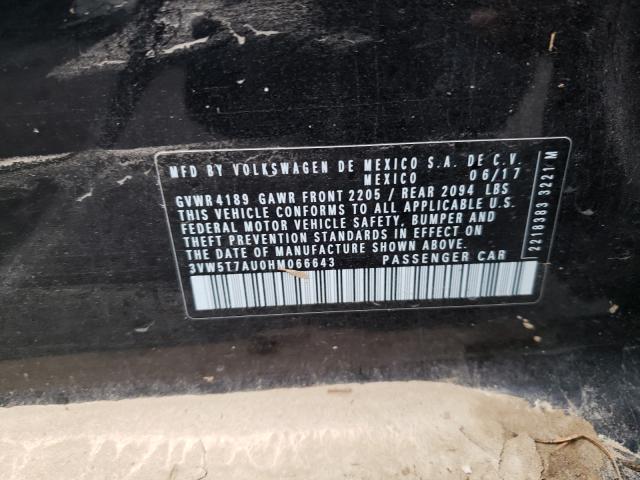 MFD BY VOLKSWAGEN DE MEXICO S.A. DE C.V.
MEXICO 06/17
GVWR 4189 GAWR FRONT 2205 / REAR 2094 LBS
THIS VEHICLE CONFORMS TO ALL APPLICABLE U.S.
FEDERAL MOTOR VEHICLE SAFETY, BUMPER AND
THEFT PREVENTION STANDARDS IN EFFECT ON
THE DATE OF MANUFACTURE SHOWN ABOVE.
3VW5T7AU0HM066643 PASSENGER CAR
2218383 3221 M